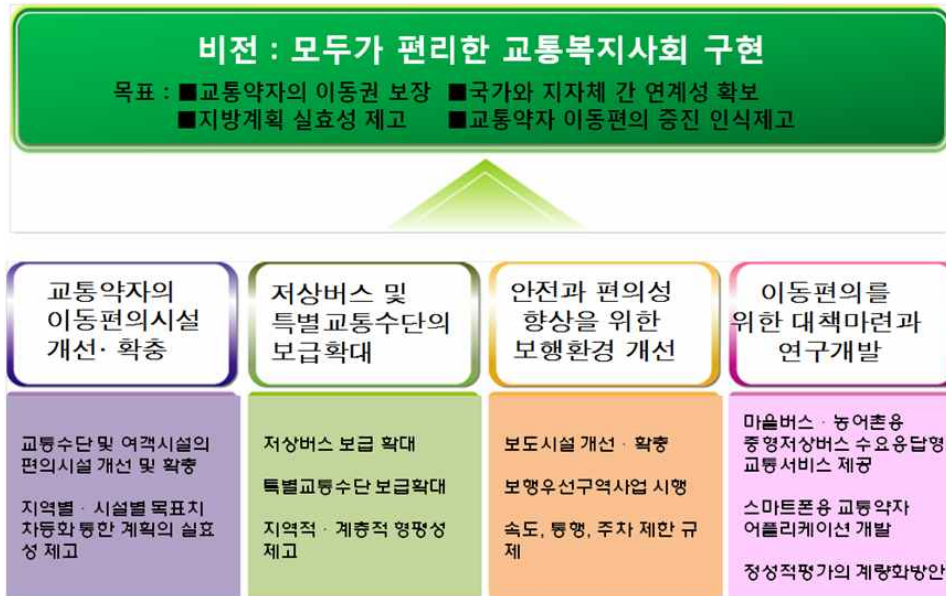 비전 : 모두가 편리한 교통복지사회 구현
목표 : ■교통약자의 이동권 보장 ■국가와 지자체 간 연계성 확보
■지방계획 실효성 제고 ■교통약자 이동편의 증진 인식제고
교통약자의
이동편의시설
개선· 확충
저상버스 및
특별교통수단의
보급확대
안전과 편의성
향상을 위한
보행환경 개선
이동편의를
위한 대책마련과
연구개발
교통수단 및 여객시설의
편의시설 개선 및 확충
지역별 · 시설별 목표치
차등화 통한 계획의 실효
성 제고
저상버스 보급 확대
특별교통수단 보급확대
지역적 · 계층적 형평성
제고
보도시설 개선 · 확충
보행우선구역사업 시행
속도, 통행, 주차 제한 규
제
마을버스 · 농어촌용
중형저상버스 수요응답형
교통서비스 제공
스마트폰용 교통약자
어플리케이션 개발
정성적평가의 계량화방안